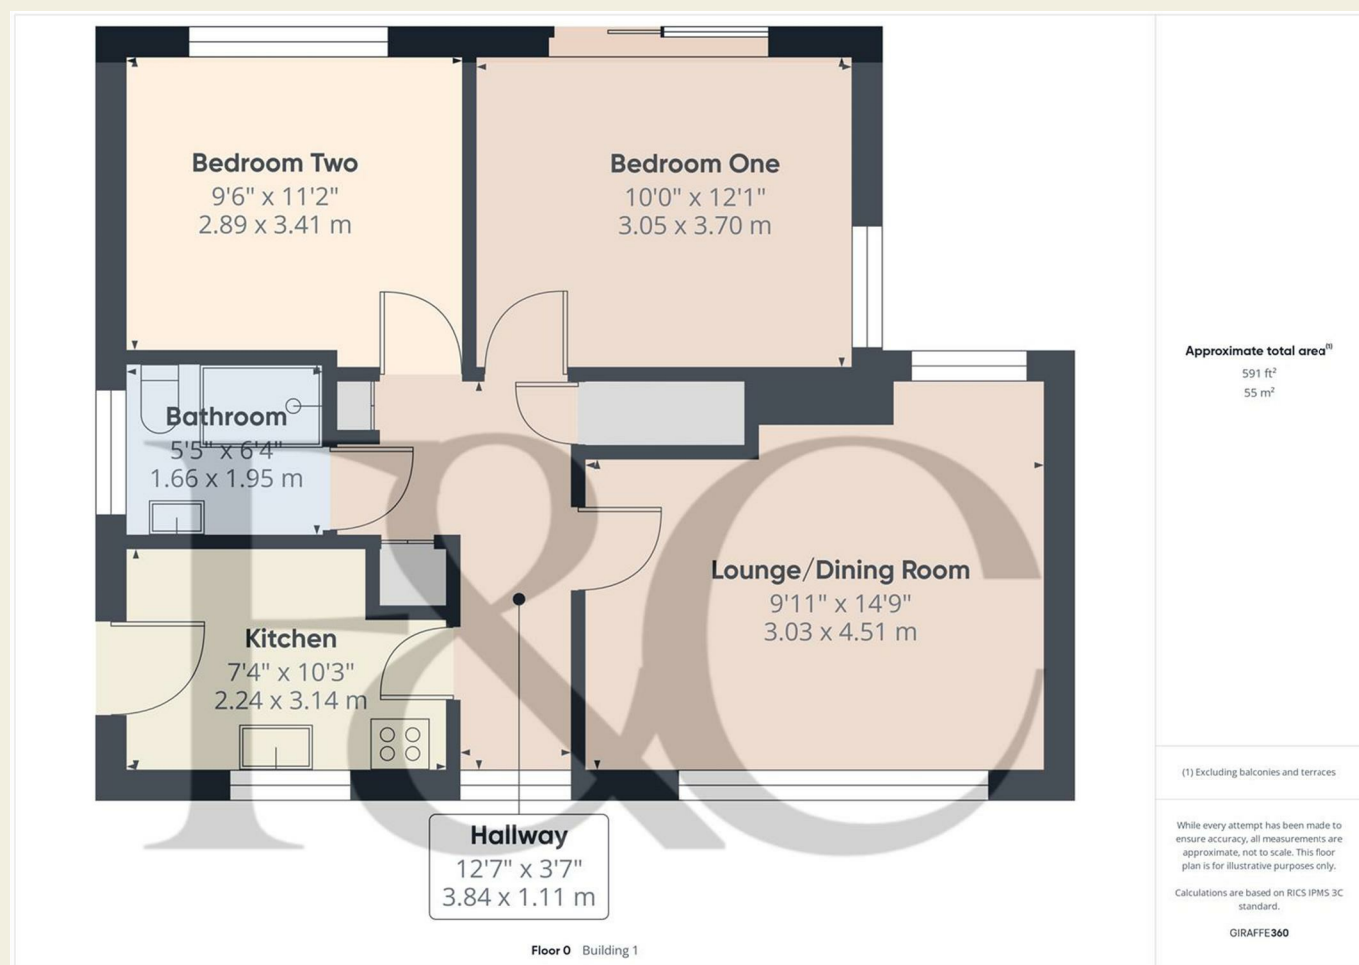 Bedroom Two
9'6" x 11'2"
2.89 x 3.41 m
Bedroom One
10'0" x 12'1"
3.05 x 3.70 m
Bathroom
5'5" x 6'4"
1.66 x 1.95 m
Kitchen
7'4" x 10'3"
2.24 x 3.14 m
Lounge/Dining Room
9'11" x 14'9"
3.03 x 4.51 m
F&C
Hallway
12'7" x 3'7"
3.84 x 1.11 m
Floor 0 Building 1
Approximate total area(1)
591 ft²
55 m²
(1) Excluding balconies and terraces
While every attempt has been made to
ensure accuracy, all measurements are
approximate, not to scale. This floor
plan is for illustrative purposes only.
Calculations are based on RICS IPMS 3C
standard.
GIRAFFE360